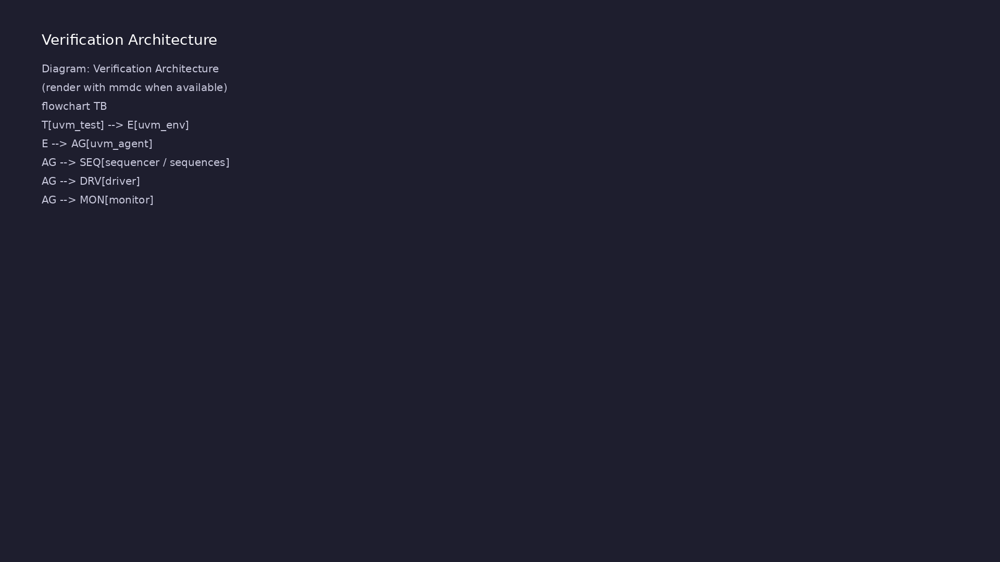 Verification Architecture
Diagram: Verification Architecture
(render with mmdc when available)
flowchart TB
T[uvm_test] --> E[uvm_env]
E --> AG[uvm_agent]
AG --> SEQ[sequencer / sequences]
AG --> DRV[driver]
AG --> MON[monitor]